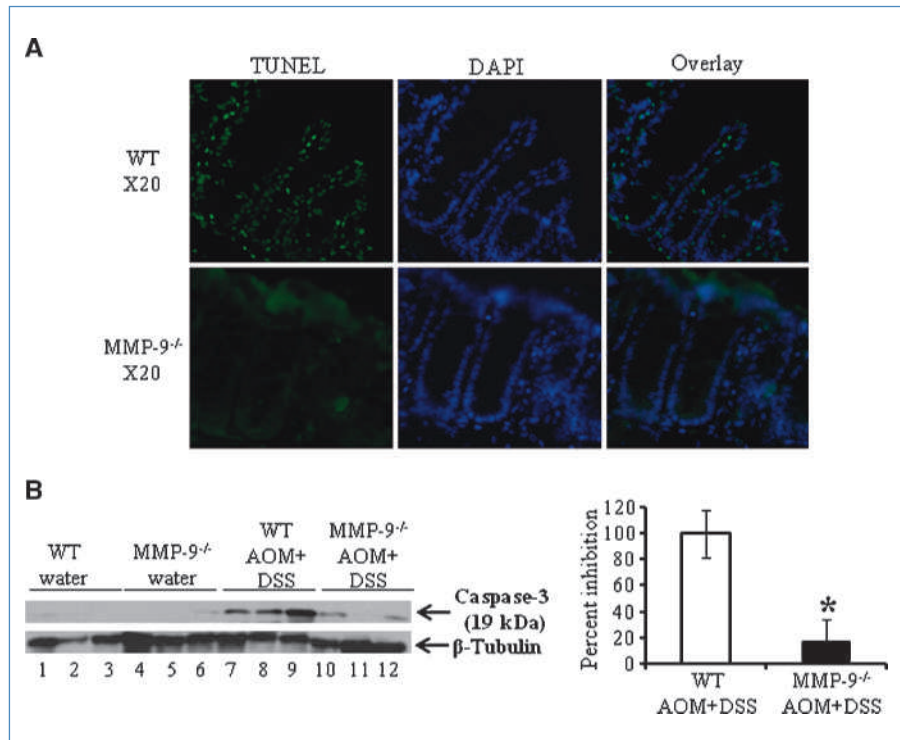 A
TUNEL DAPI Overlay
WT
X20
MMP-9-/-
X20
B
WT
water
MMP-9-/-
water
WT
AOM+
DSS
MMP-9-/-
AOM+
DSS
Caspase-3
(19 kDa)
β-Tubulin
1 2 3 4 5 6 7 8 9 10 11 12
Percent inhibition
120
100
80
60
40
20
0
*
WT
AOM+DSS
MMP-9-/-
AOM+DSS